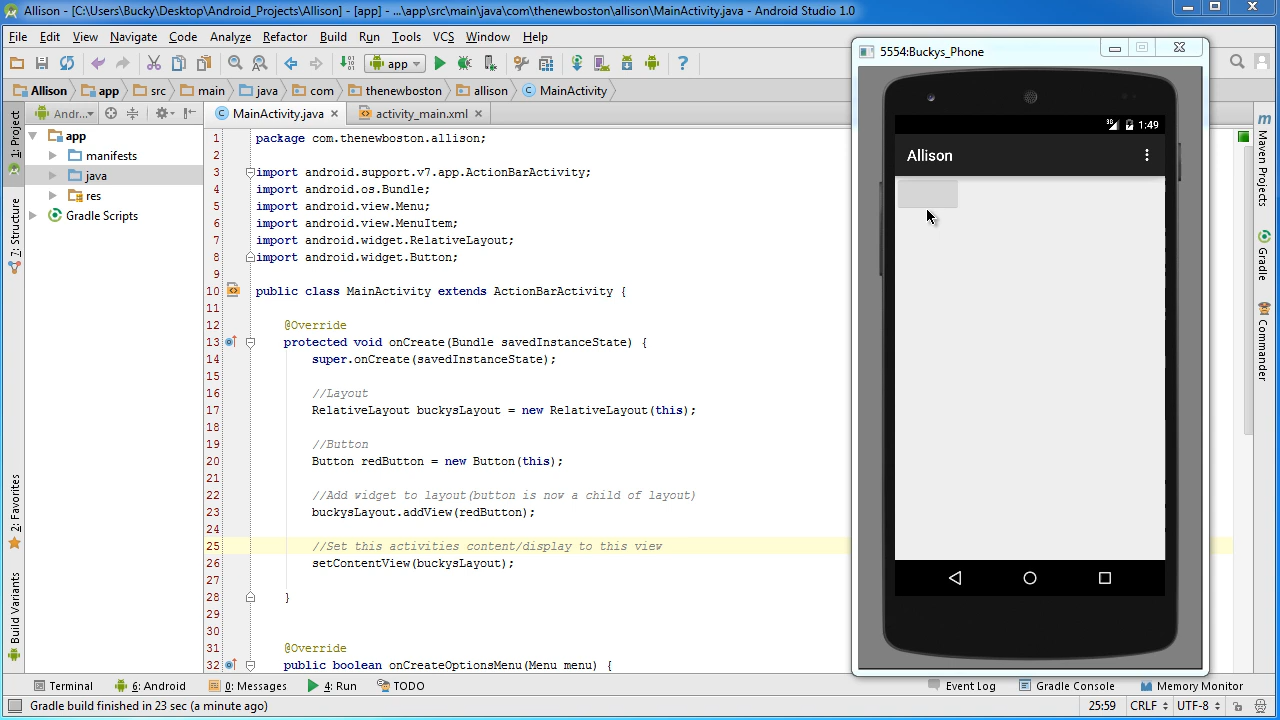 Allison - [C:\Users\Bucky\Desktop\Android_Projects\Allison] - [app] - ...\app\src\main\java\com\thenewboston\allison\MainActivity.java - Android Studio 1.0
File Edit View Navigate Code Analyze Refactor Build Run Tools VCS Window Help
app
Allison app src main java com thenewboston allison MainActivity
Andr...
MainActivity.java
activity_main.xml
1: Project
7: Structure
2: Favorites
Build Variants
app
manifests
java
res
Gradle Scripts
1 package com.thenewboston.allison;
2
3 import android.support.v7.app.ActionBarActivity;
4 import android.os.Bundle;
5 import android.view.Menu;
6 import android.view.MenuItem;
7 import android.widget.RelativeLayout;
8 import android.widget.Button;
9
10 public class MainActivity extends ActionBarActivity {
11
12 @Override
13 protected void onCreate(Bundle savedInstanceState) {
14 super.onCreate(savedInstanceState);
15
16 //Layout
17 RelativeLayout buckysLayout = new RelativeLayout(this);
18
19 //Button
20 Button redButton = new Button(this);
21
22 //Add widget to layout(button is now a child of layout)
23 buckysLayout.addView(redButton);
24
25 //Set this activities content/display to this view
26 setContentView(buckysLayout);
27
28 }
29
30
31 @Override
32 public boolean onCreateOptionsMenu(Menu menu) {
5554:Buckys_Phone
3G 1:49
Allison
Maven Projects
Gradle
Commander
Terminal 6: Android 0: Messages 4: Run TODO Event Log Gradle Console Memory Monitor
Gradle build finished in 23 sec (a minute ago) 25:59 CRLF UTF-8